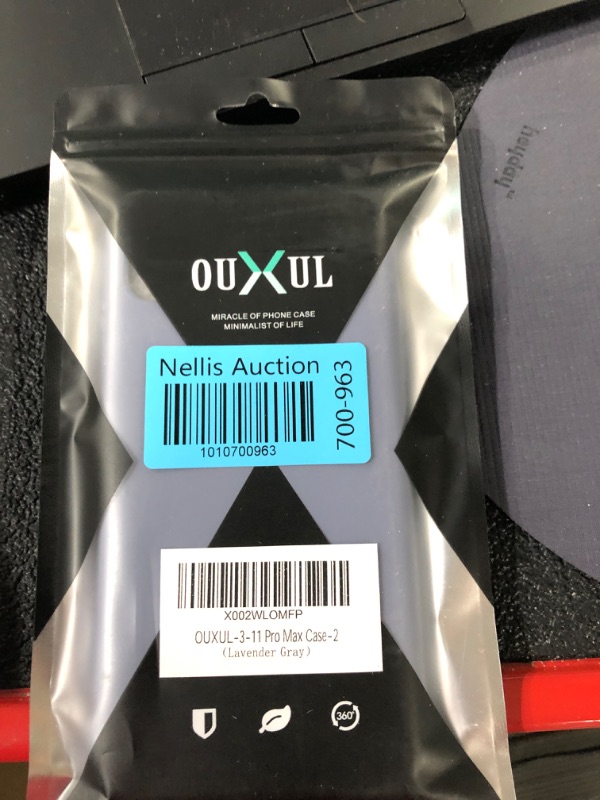 heyday™
OUXUL
MIRACLE OF PHONE CASE
MINIMALIST OF LIFE
Nellis Auction
1010700963
700-963
X002WLOMFP
OUXUL-3-11 Pro Max Case-2
(Lavender Gray)
360°